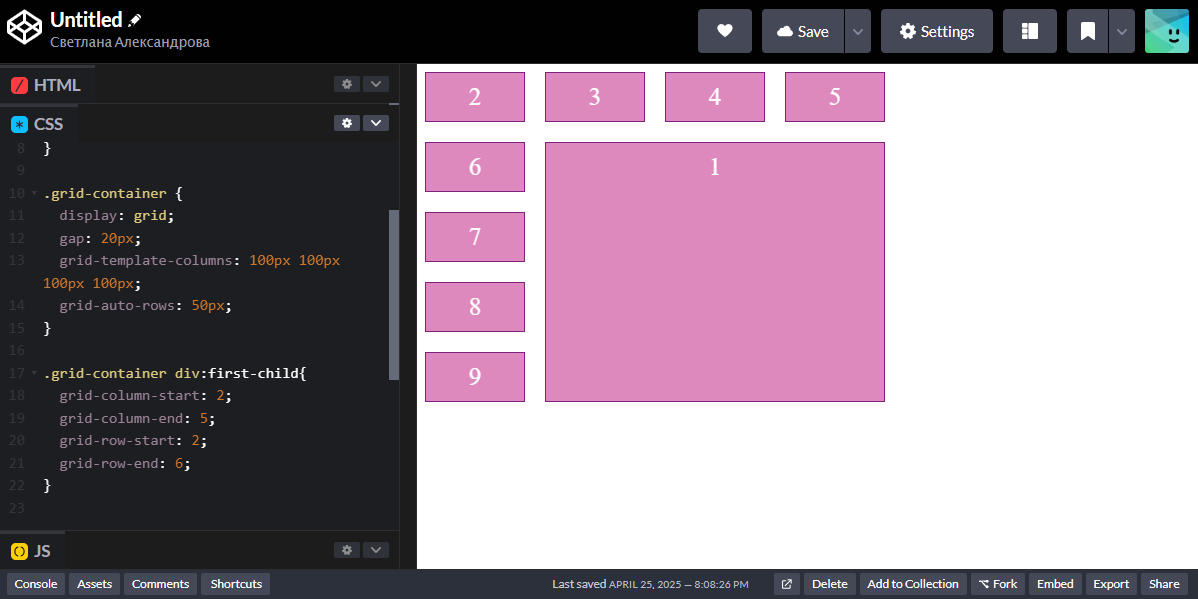 Untitled
Светлана Александрова
Save
Settings
HTML
CSS
8 }
9
10 .grid-container {
11 display: grid;
12 gap: 20px;
13 grid-template-columns: 100px 100px
100px 100px;
14 grid-auto-rows: 50px;
15 }
16
17 .grid-container div:first-child{
18 grid-column-start: 2;
19 grid-column-end: 5;
20 grid-row-start: 2;
21 grid-row-end: 6;
22 }
23
JS
2 3 4 5
6 1
7
8
9
Console Assets Comments Shortcuts
Last saved APRIL 25, 2025 — 8:08:26 PM
Delete Add to Collection Fork Embed Export Share